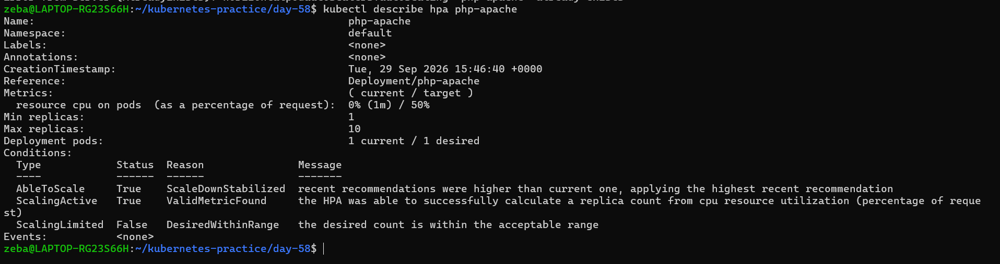 zeba@LAPTOP-RG23S66H:~/kubernetes-practice/day-58$ kubectl describe hpa php-apache
Name:                                                  php-apache
Namespace:                                             default
Labels:                                                <none>
Annotations:                                           <none>
CreationTimestamp:                                     Tue, 29 Sep 2026 15:46:40 +0000
Reference:                                             Deployment/php-apache
Metrics:                                               ( current / target )
  resource cpu on pods  (as a percentage of request):  0% (1m) / 50%
Min replicas:                                          1
Max replicas:                                          10
Deployment pods:                                       1 current / 1 desired
Conditions:
  Type            Status  Reason               Message
  ----            ------  ------               -------
  AbleToScale     True    ScaleDownStabilized  recent recommendations were higher than current one, applying the highest recent recommendation
  ScalingActive   True    ValidMetricFound     the HPA was able to successfully calculate a replica count from cpu resource utilization (percentage of reque
st)
  ScalingLimited  False   DesiredWithinRange   the desired count is within the acceptable range
Events:           <none>
zeba@LAPTOP-RG23S66H:~/kubernetes-practice/day-58$